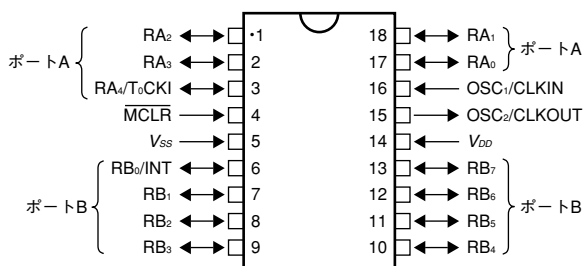 RA₂ •1 18 RA₁
ポートA RA₃ 2 17 RA₀ ポートA
RA₄/T₀CKI 3 16 OSC₁/CLKIN
MCLR 4 15 OSC₂/CLKOUT
VSS 5 14 VDD
RB₀/INT 6 13 RB₇
RB₁ 7 12 RB₆
ポートB RB₂ 8 11 RB₅ ポートB
RB₃ 9 10 RB₄